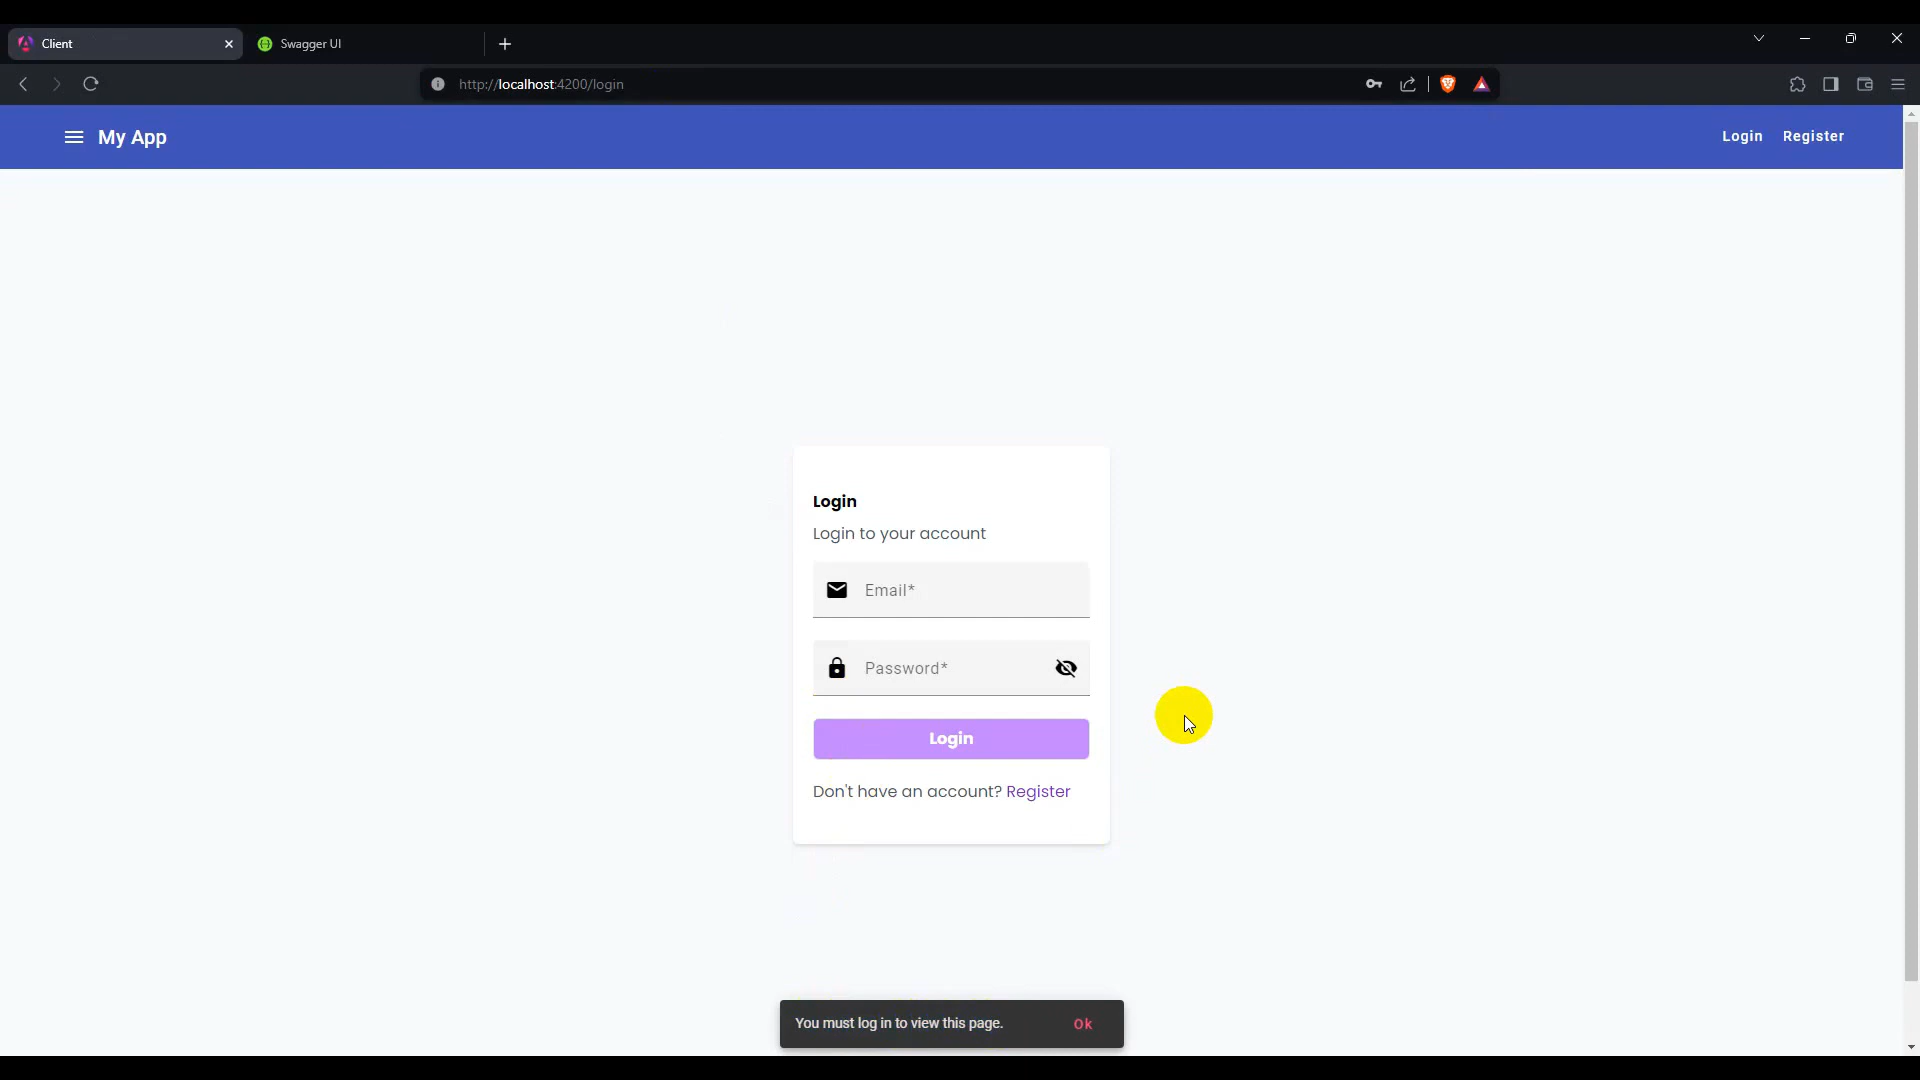 Client
Swagger UI
http://localhost:4200/login
My App
Login
Register
Login
Login to your account
Email*
Password*
Login
Don't have an account? Register
You must log in to view this page.
Ok